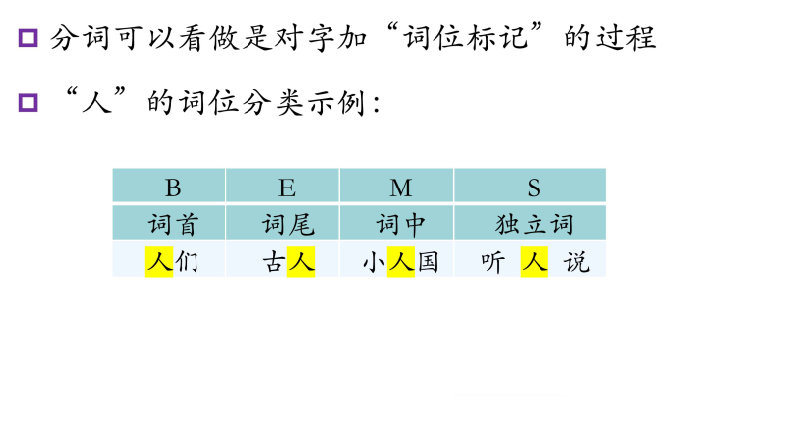 分词可以看做是对字加“词位标记”的过程
“人”的词位分类示例：
B E M S
词首 词尾 词中 独立词
人们 古人 小人国 听 人 说